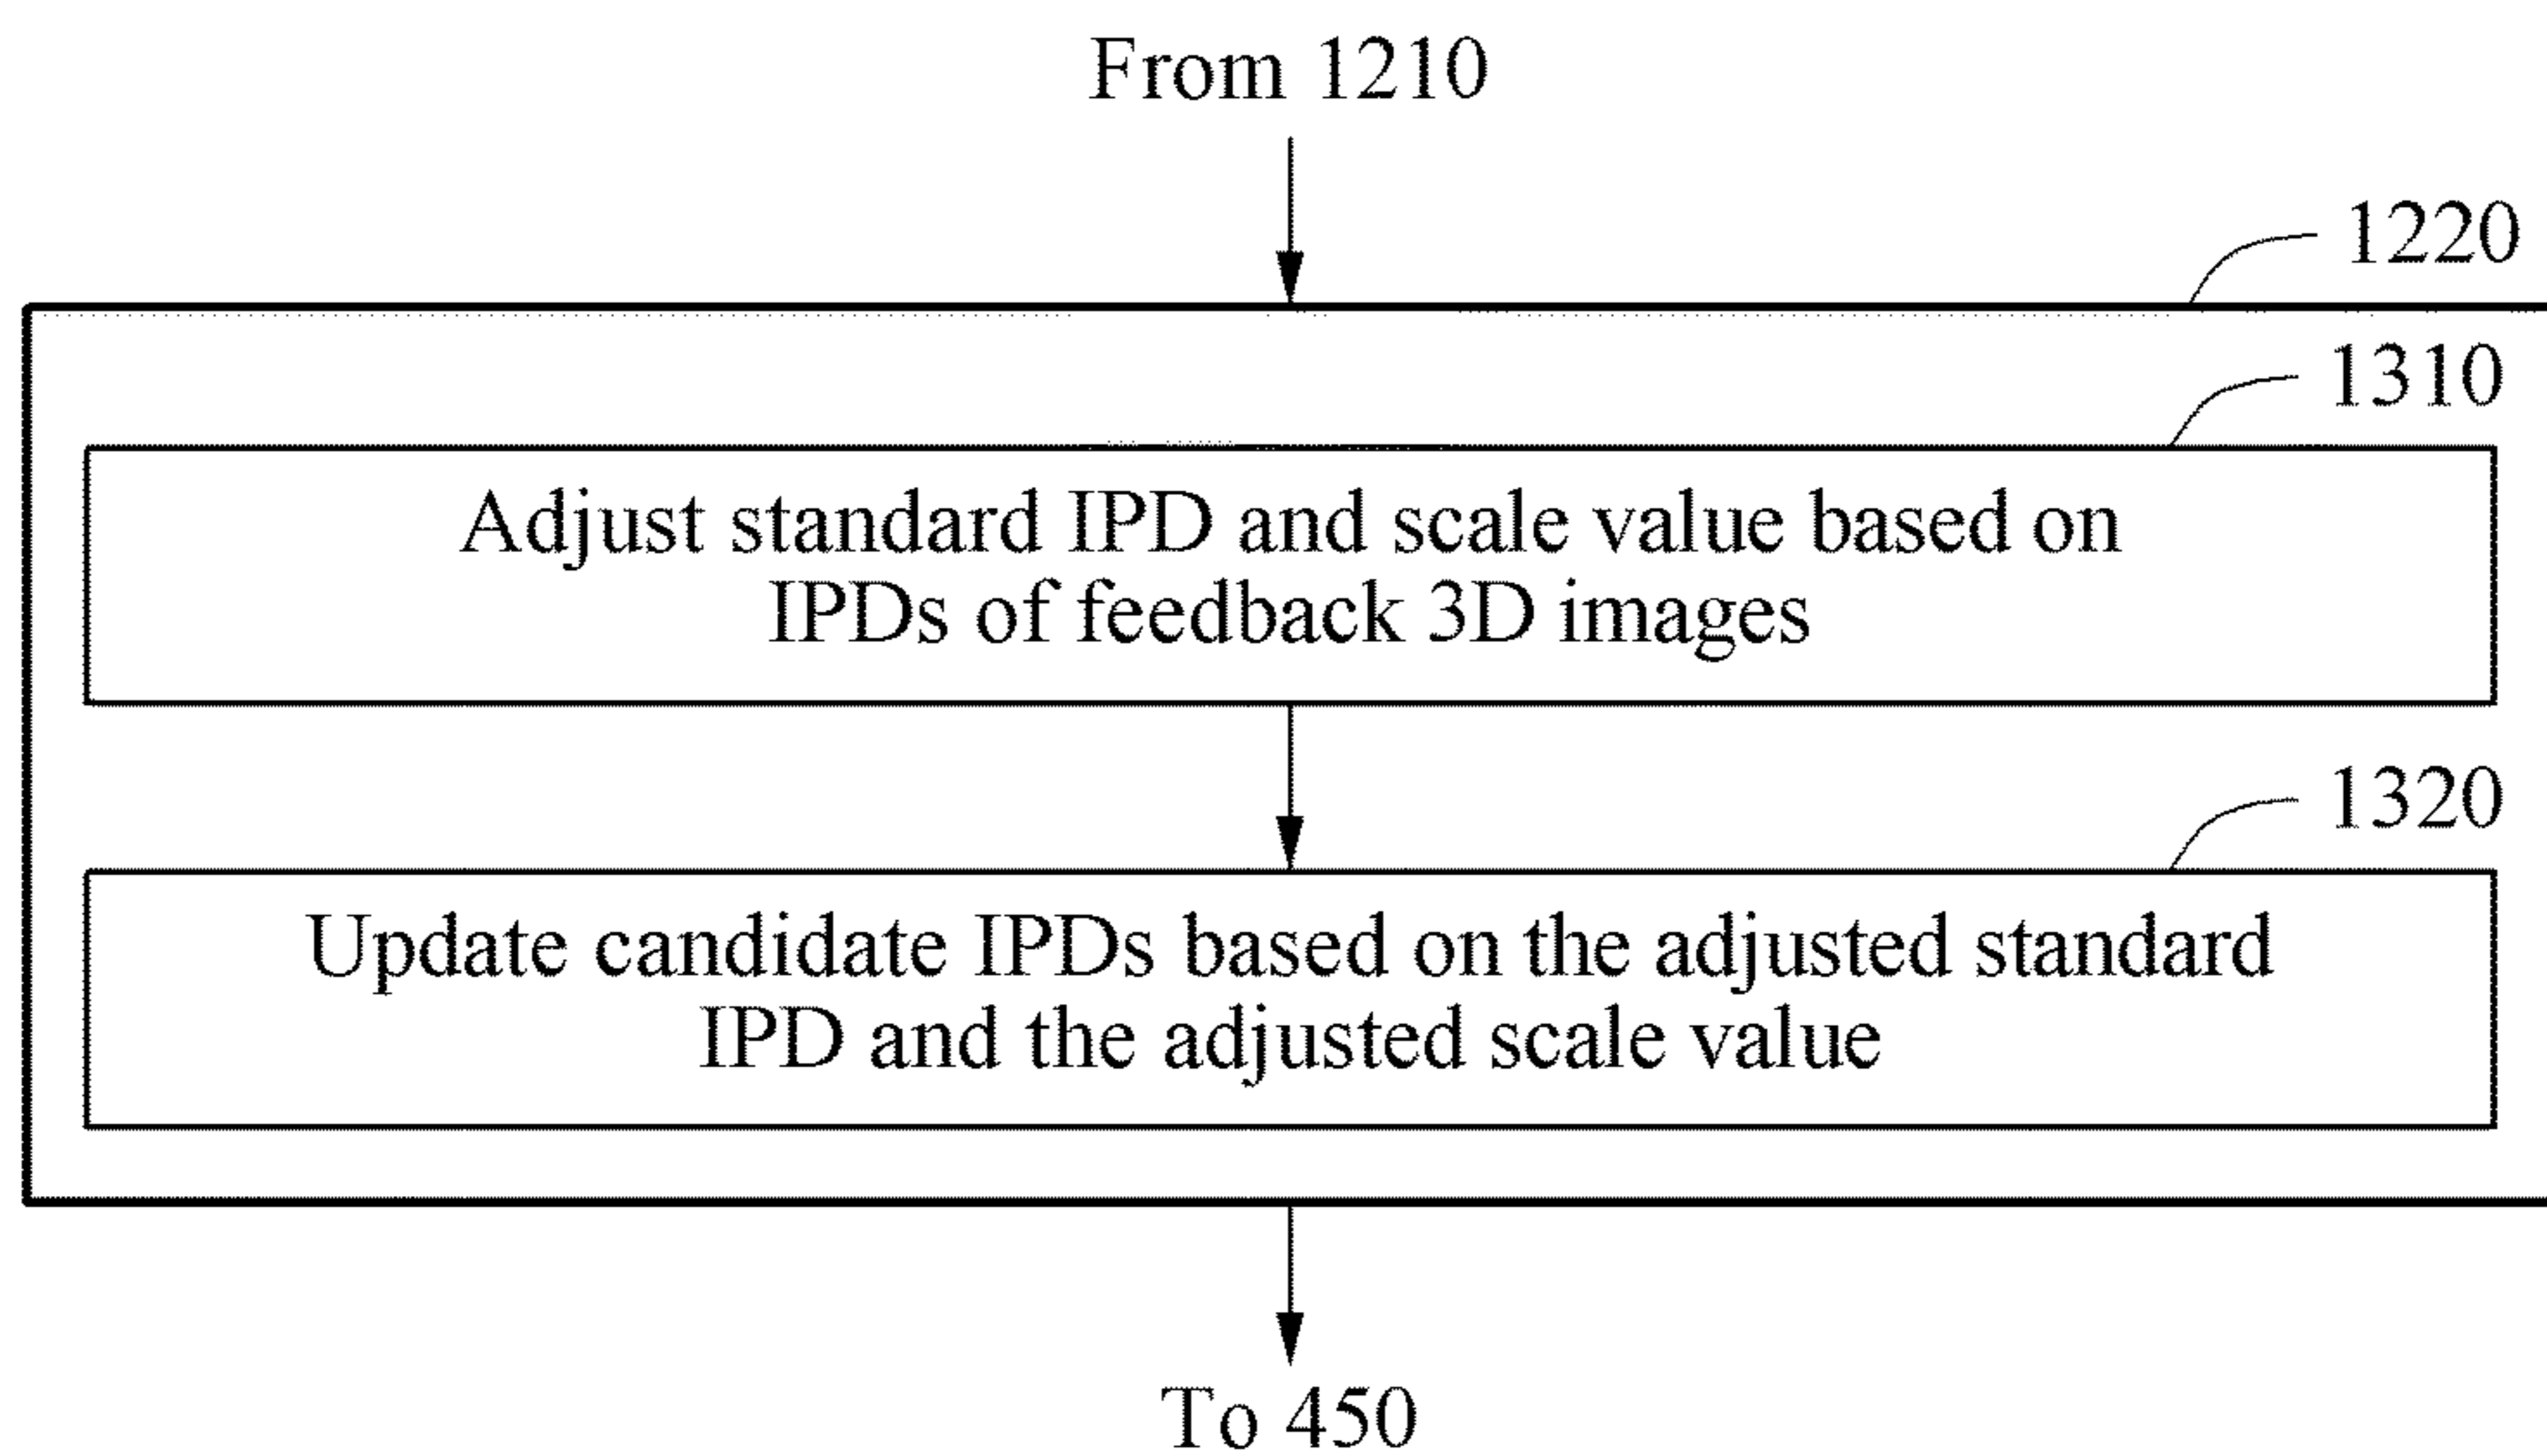 From 1210
1220
1310
Adjust standard IPD and scale value based on
IPDs of feedback 3D images
1320
Update candidate IPDs based on the adjusted standard
IPD and the adjusted scale value
To 450